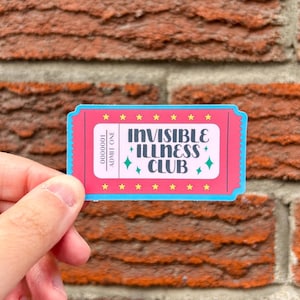 INVISIBLE
ILLNESS
CLUB
0000001
ADMIT ONE